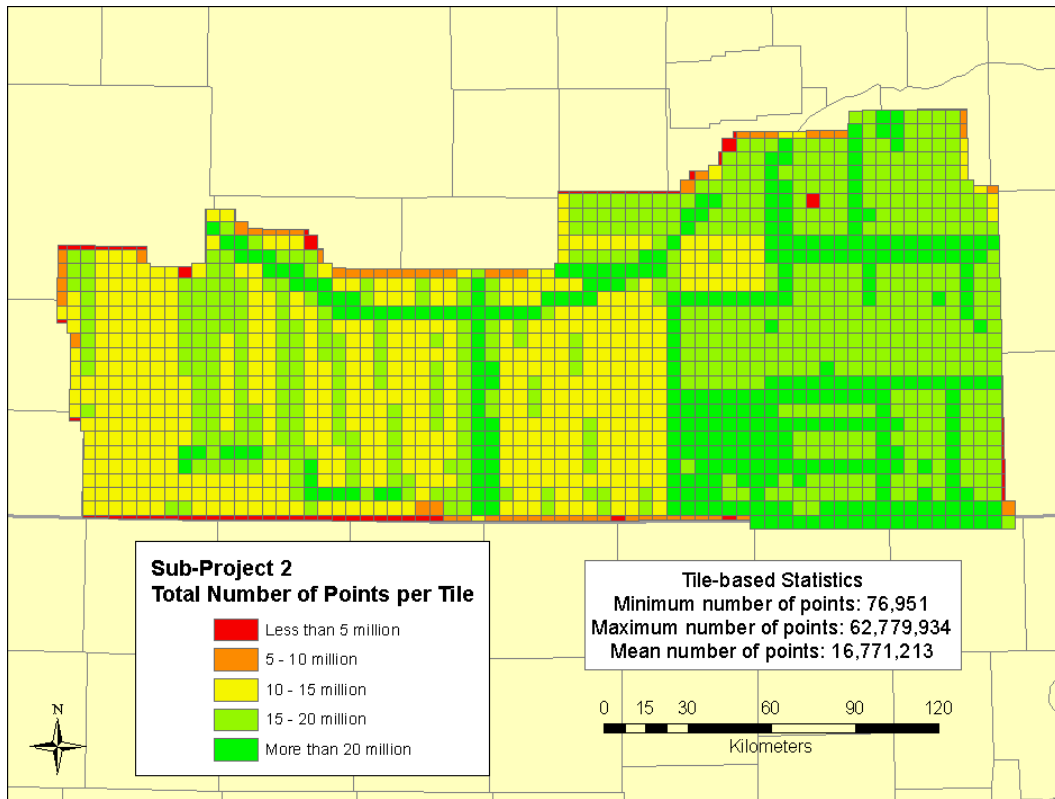 Sub-Project 2
Total Number of Points per Tile
Less than 5 million
5 - 10 million
10 - 15 million
15 - 20 million
More than 20 million
Tile-based Statistics
Minimum number of points: 76,951
Maximum number of points: 62,779,934
Mean number of points: 16,771,213
N
0 15 30 60 90 120
Kilometers